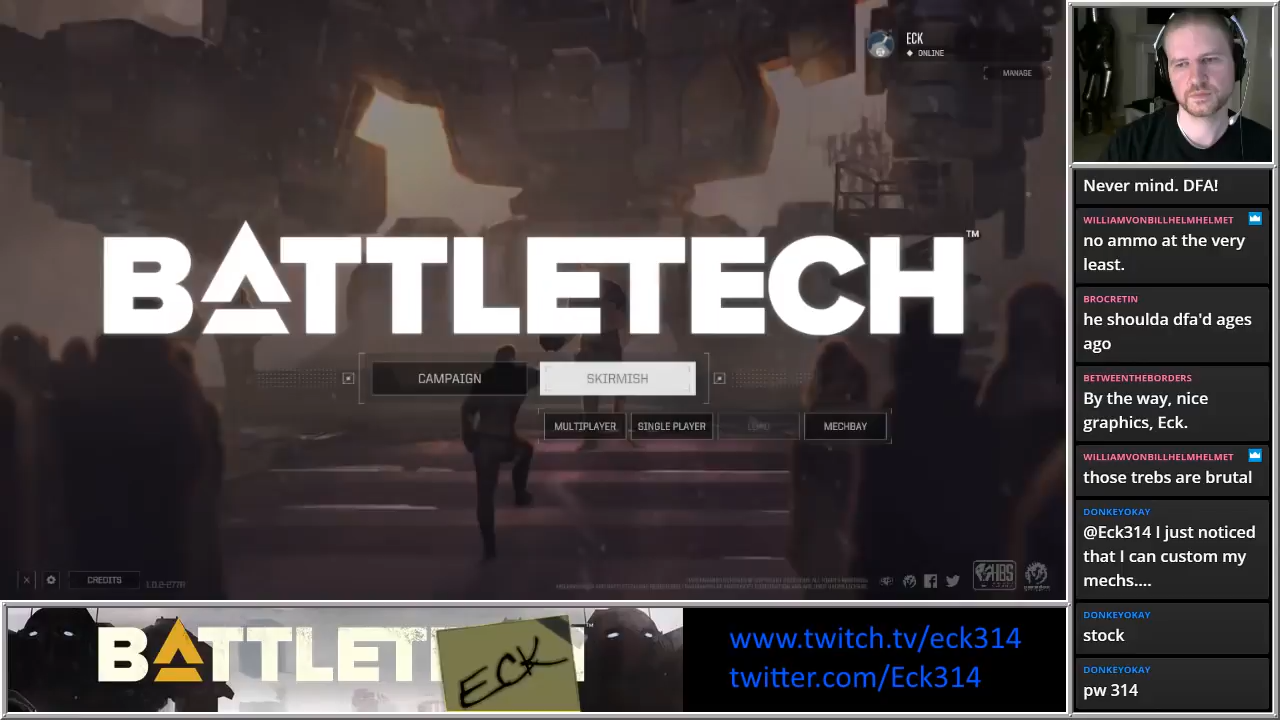 ECK
ONLINE
MANAGE
BATTLETECH™
CAMPAIGN
SKIRMISH
MULTIPLAYER
SINGLE PLAYER
MECHBAY
CREDITS
HBS
BATTLET
ECK
www.twitch.tv/eck314
twitter.com/Eck314
Never mind. DFA!
WILLIAMVONBILLHELMHELMET
no ammo at the very
least.
BROCRETIN
he shoulda dfa'd ages
ago
BETWEENTHEBORDERS
By the way, nice
graphics, Eck.
WILLIAMVONBILLHELMHELMET
those trebs are brutal
DONKEYOKAY
@Eck314 I just noticed
that I can custom my
mechs....
DONKEYOKAY
stock
DONKEYOKAY
pw 314